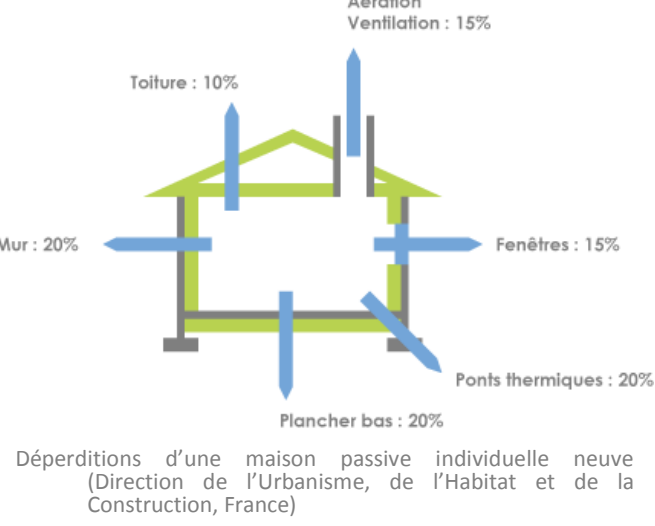 Aération
Ventilation : 15%
Toiture : 10%
Mur : 20%
Fenêtres : 15%
Ponts thermiques : 20%
Plancher bas : 20%
Déperditions d’une maison passive individuelle neuve
(Direction de l’Urbanisme, de l’Habitat et de la
Construction, France)